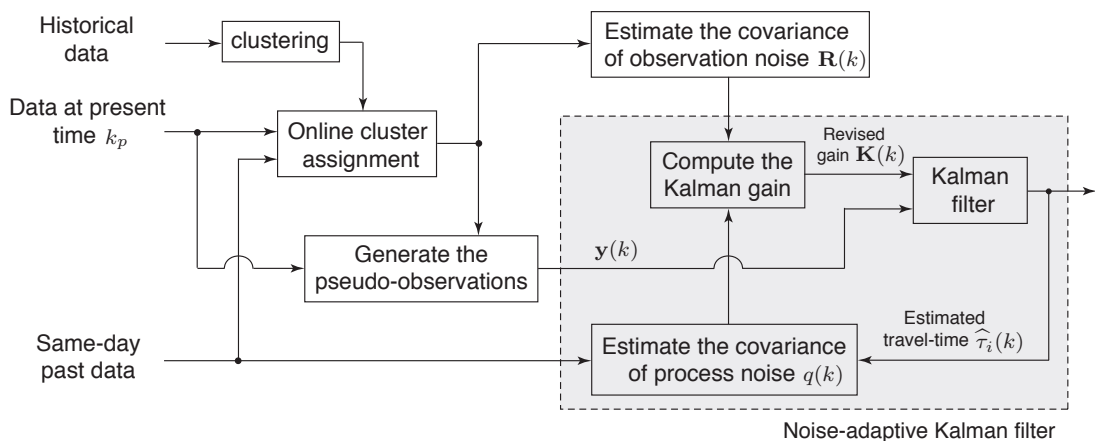 Historical
data
clustering
Estimate the covariance
of observation noise R(k)
Data at present
time k_p
Online cluster
assignment
Compute the
Kalman gain
Revised
gain K(k)
Kalman
filter
Generate the
pseudo-observations
y(k)
Same-day
past data
Estimate the covariance
of process noise q(k)
Estimated
travel-time \widehat{τ}_i(k)
Noise-adaptive Kalman filter